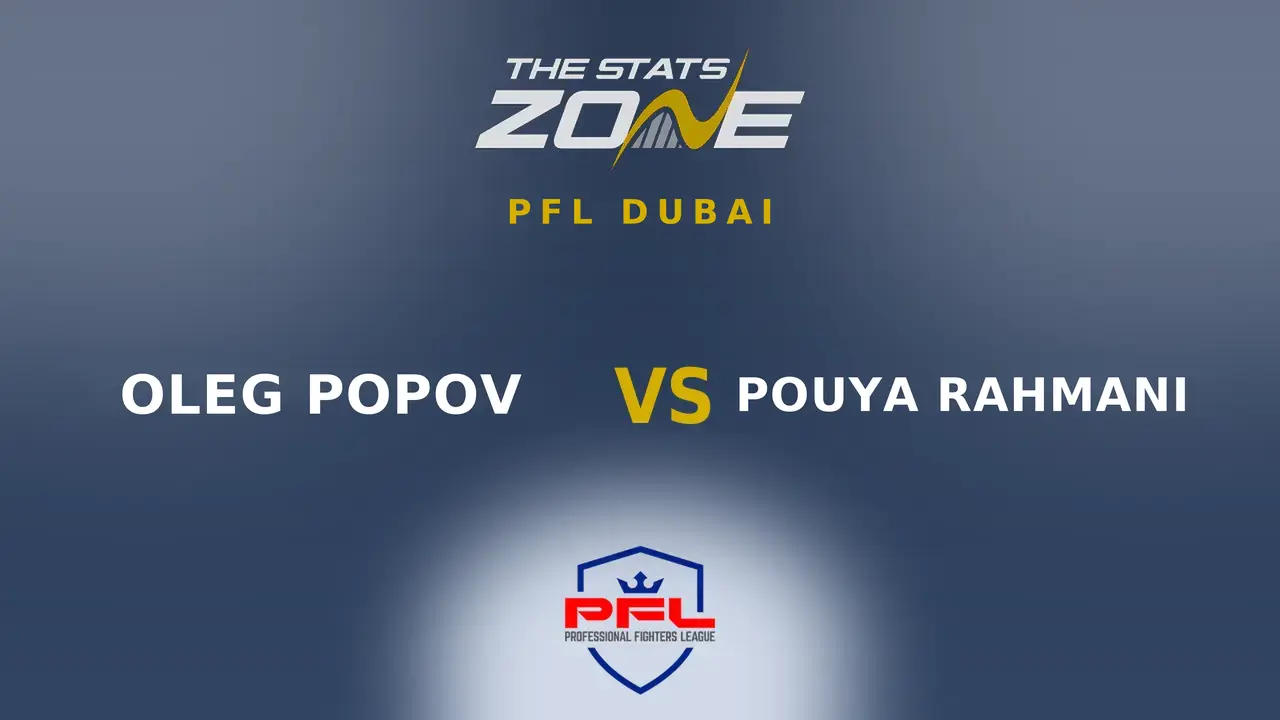 THE STATS
ZONE
PFL DUBAI
OLEG POPOV VS POUYA RAHMANI
PFL
PROFESSIONAL FIGHTERS LEAGUE